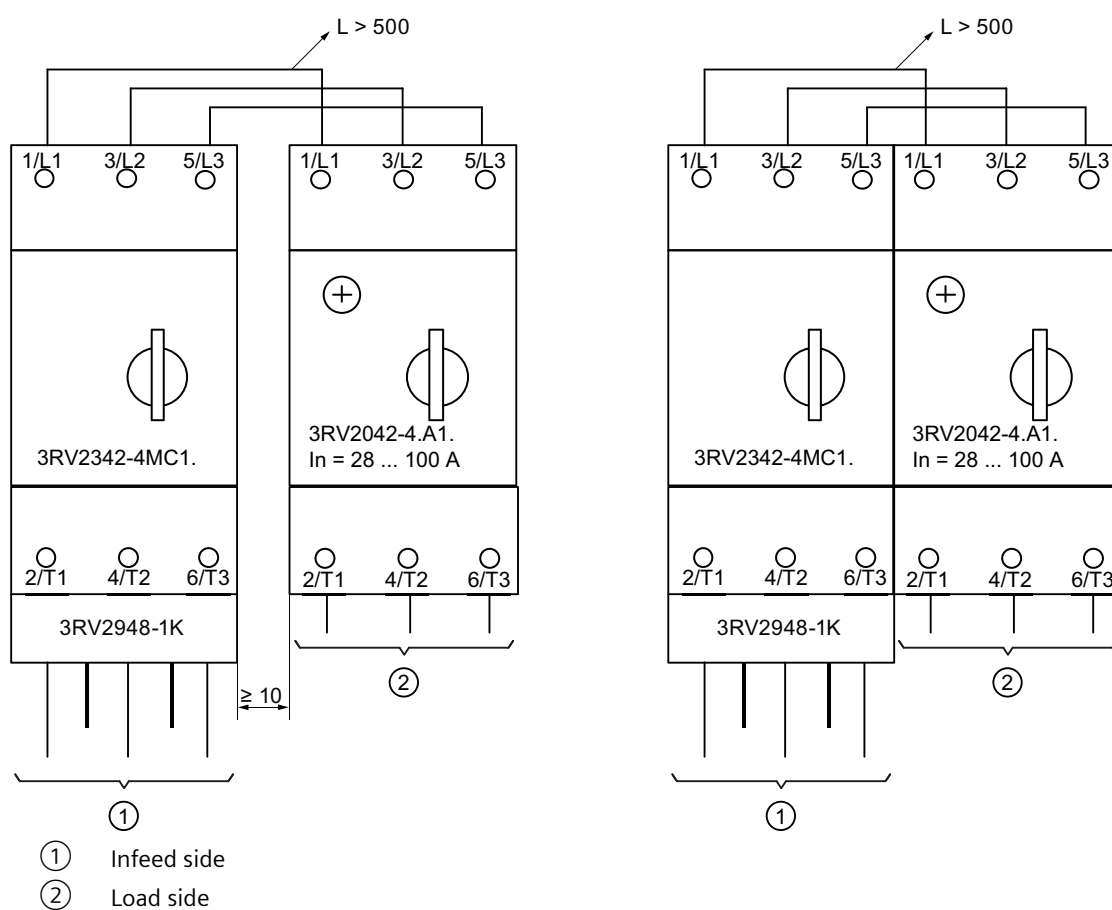 L > 500
1/L1 3/L2 5/L3
1/L1 3/L2 5/L3
3RV2342-4MC1.
3RV2042-4.A1.
In = 28 ... 100 A
2/T1 4/T2 6/T3
2/T1 4/T2 6/T3
3RV2948-1K
≥ 10
2
1
L > 500
1/L1 3/L2 5/L3
1/L1 3/L2 5/L3
3RV2342-4MC1.
3RV2042-4.A1.
In = 28 ... 100 A
2/T1 4/T2 6/T3
2/T1 4/T2 6/T3
3RV2948-1K
2
1
1 Infeed side
2 Load side